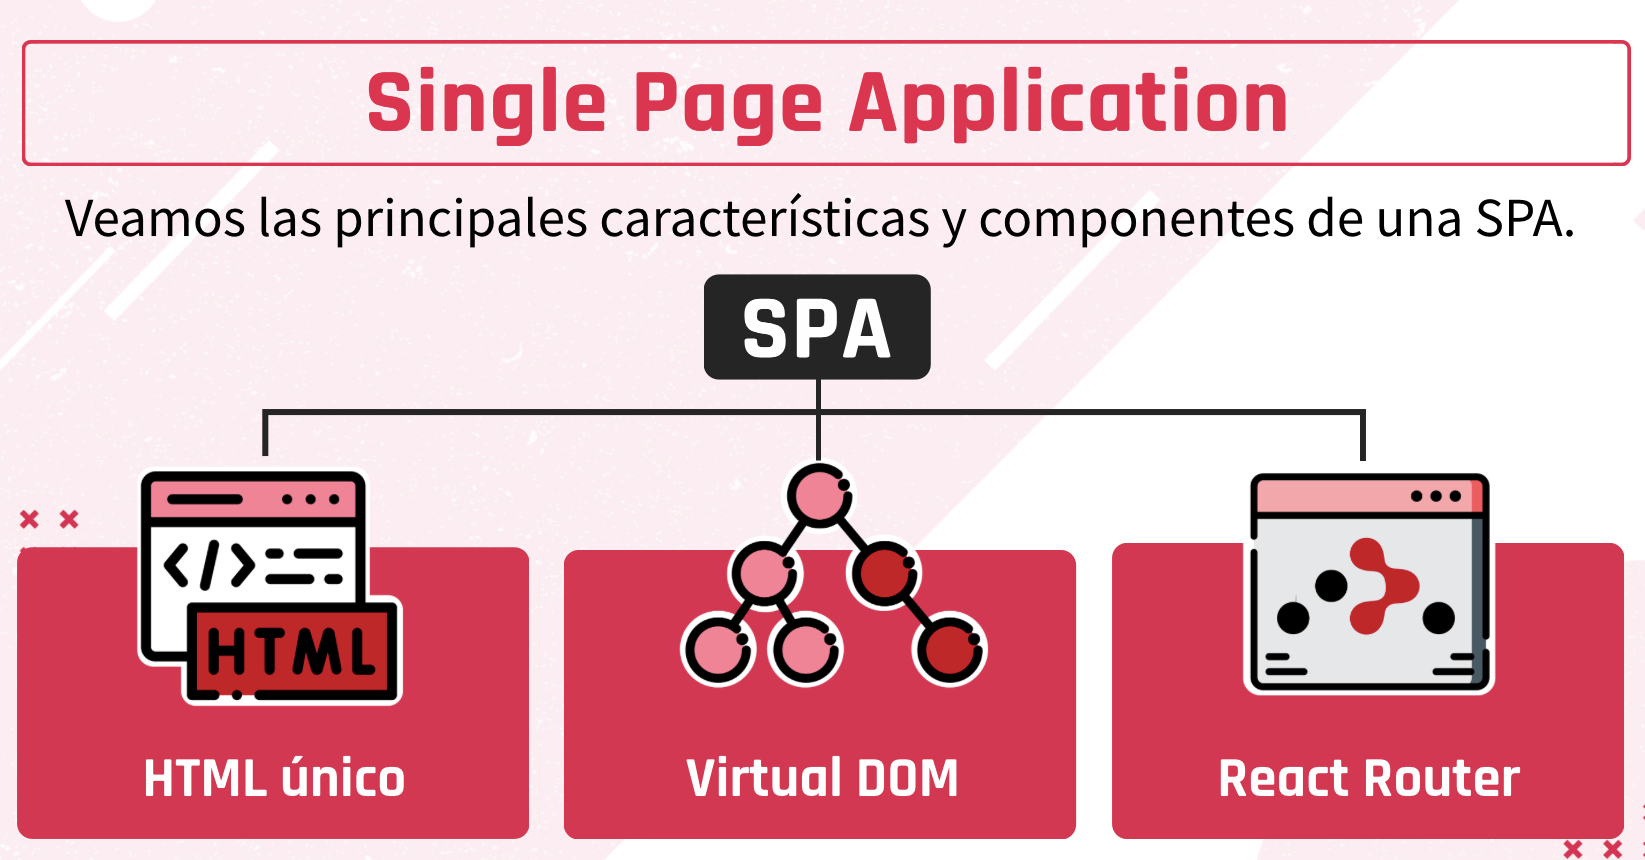 Single Page Application
Veamos las principales características y componentes de una SPA.
SPA
</>
HTML
HTML único
Virtual DOM
React Router